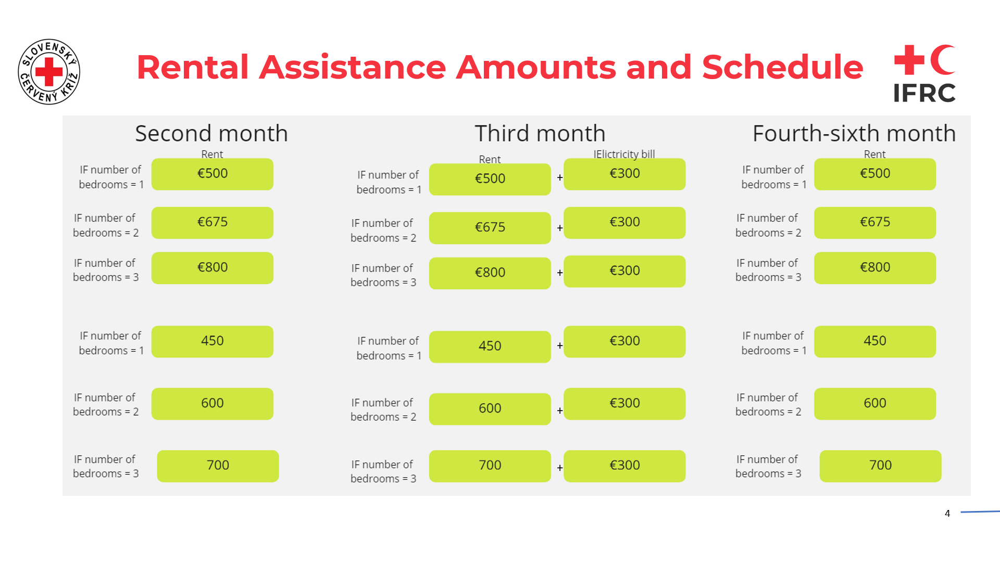 SLOVENSKÝ
ČERVENÝ KRÍŽ
Rental Assistance Amounts and Schedule
IFRC
Second month
Rent
IF number of
bedrooms = 1
€500
IF number of
bedrooms = 2
€675
IF number of
bedrooms = 3
€800
IF number of
bedrooms = 1
450
IF number of
bedrooms = 2
600
IF number of
bedrooms = 3
700
Third month
Rent
IElictricity bill
IF number of
bedrooms = 1
€500 + €300
IF number of
bedrooms = 2
€675 + €300
IF number of
bedrooms = 3
€800 + €300
IF number of
bedrooms = 1
450 + €300
IF number of
bedrooms = 2
600 + €300
IF number of
bedrooms = 3
700 + €300
Fourth-sixth month
Rent
IF number of
bedrooms = 1
€500
IF number of
bedrooms = 2
€675
IF number of
bedrooms = 3
€800
IF number of
bedrooms = 1
450
IF number of
bedrooms = 2
600
IF number of
bedrooms = 3
700
4